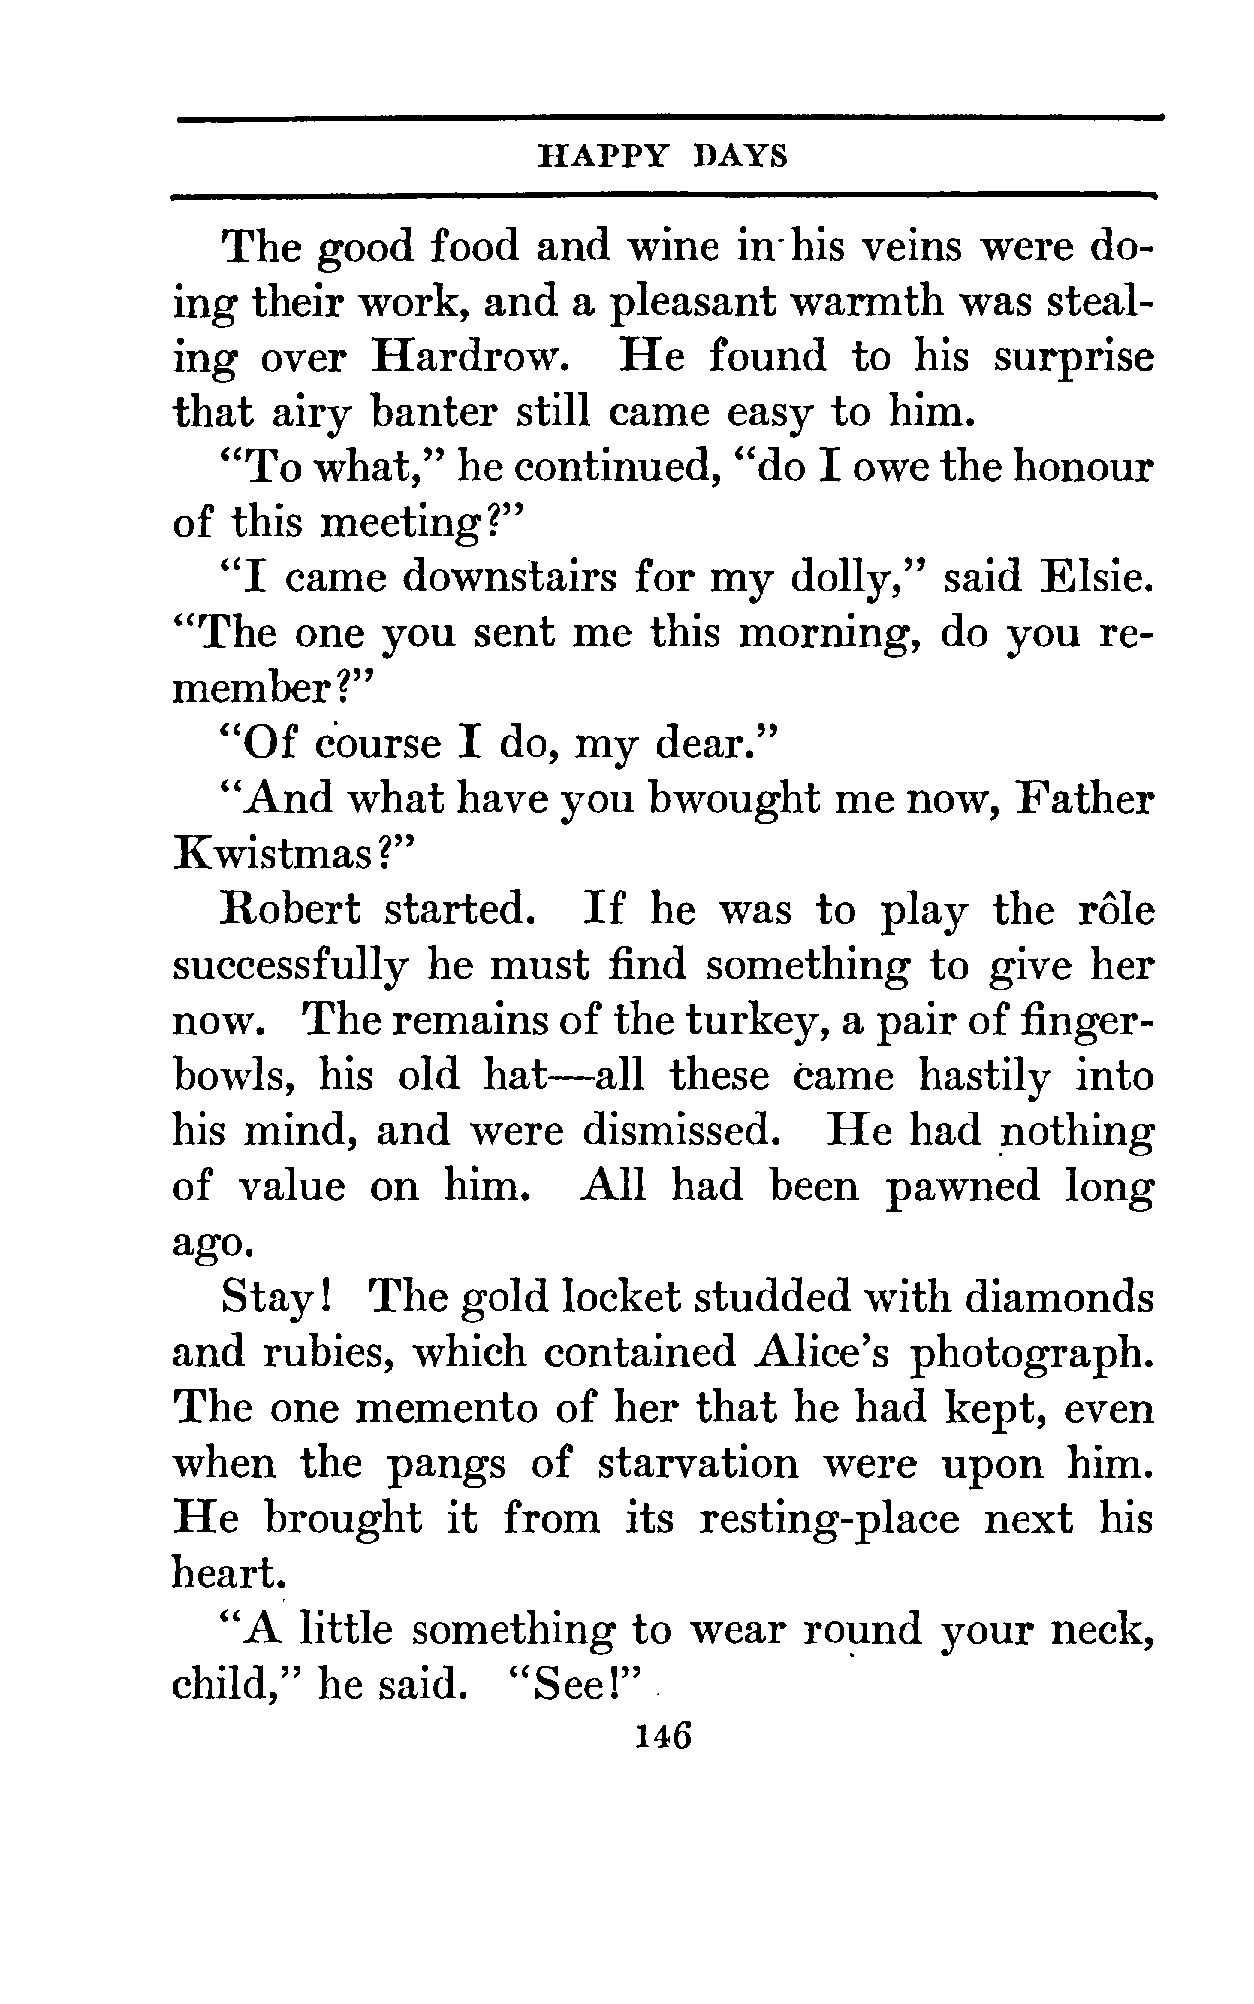 HAPPY DAYS
The good food and wine in his veins were do-
ing their work, and a pleasant warmth was steal-
ing over Hardrow. He found to his surprise
that airy banter still came easy to him.
“To what,” he continued, “do I owe the honour
of this meeting?”
“I came downstairs for my dolly,” said Elsie.
“The one you sent me this morning, do you re-
member?”
“Of course I do, my dear.”
“And what have you bwought me now, Father
Kwistmas?”
Robert started. If he was to play the rôle
successfully he must find something to give her
now. The remains of the turkey, a pair of finger-
bowls, his old hat—all these came hastily into
his mind, and were dismissed. He had nothing
of value on him. All had been pawned long
ago.
Stay! The gold locket studded with diamonds
and rubies, which contained Alice’s photograph.
The one memento of her that he had kept, even
when the pangs of starvation were upon him.
He brought it from its resting-place next his
heart.
“A little something to wear round your neck,
child,” he said. “See!”
146